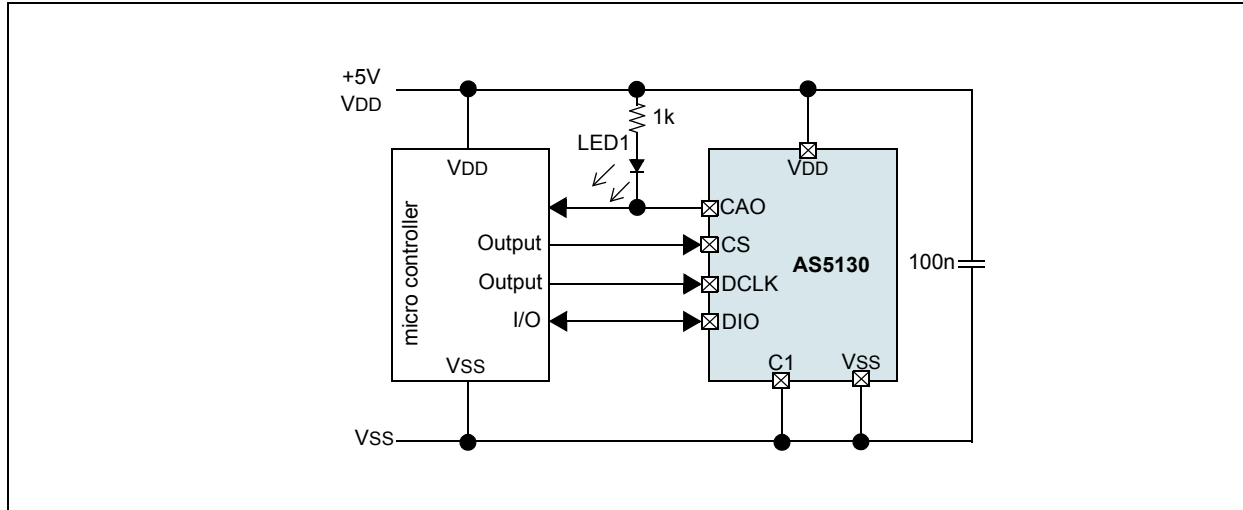 +5V
VDD
1k
LED1
VDD
VDD
micro controller
CAO
Output
CS
AS5130
100n
Output
DCLK
I/O
DIO
VSS
C1
VSS
VSS